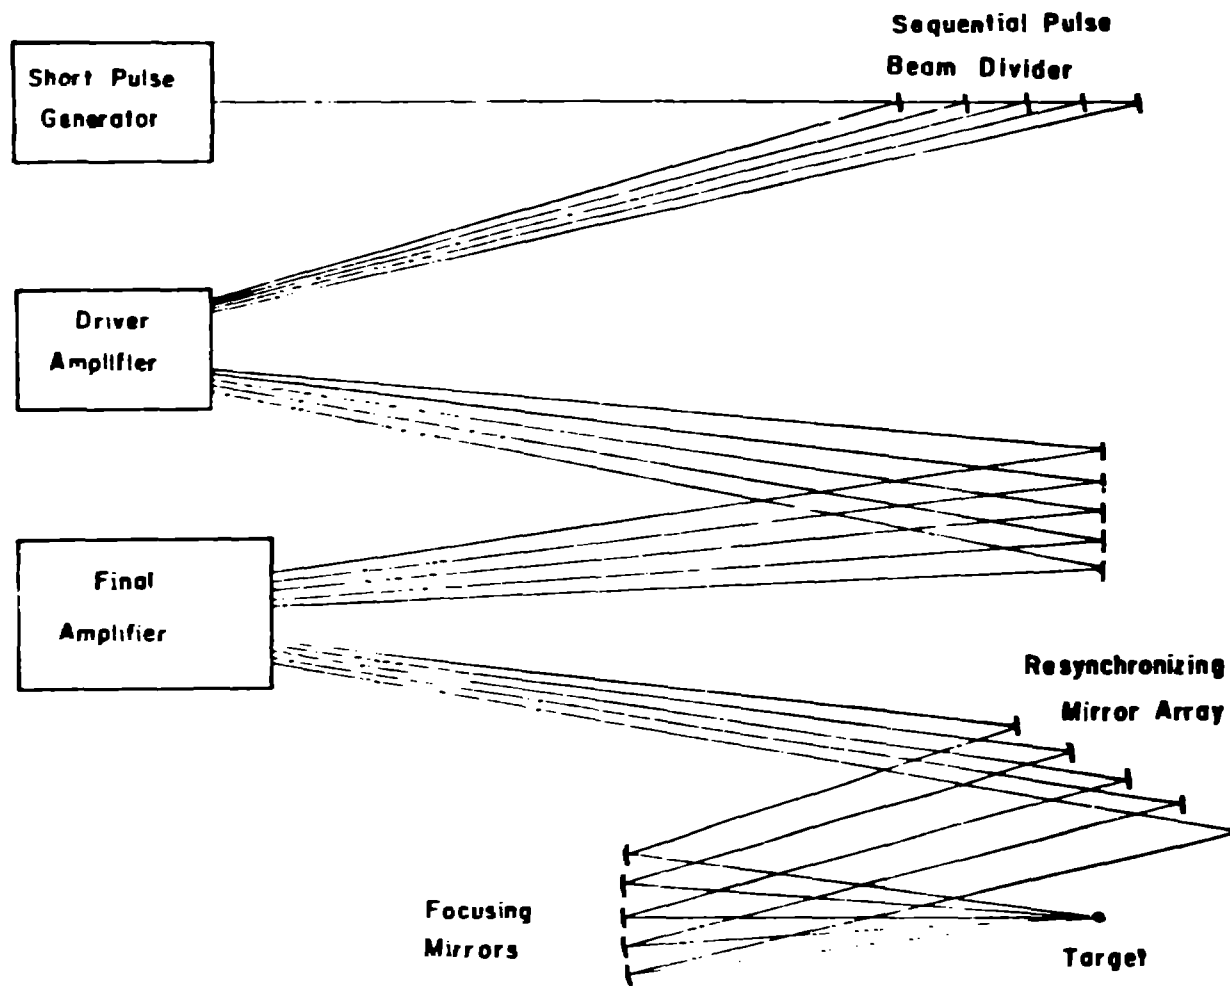 Sequential Pulse
Beam Divider
Short Pulse
Generator
Driver
Amplifier
Final
Amplifier
Resynchronizing
Mirror Array
Focusing
Mirrors
Target